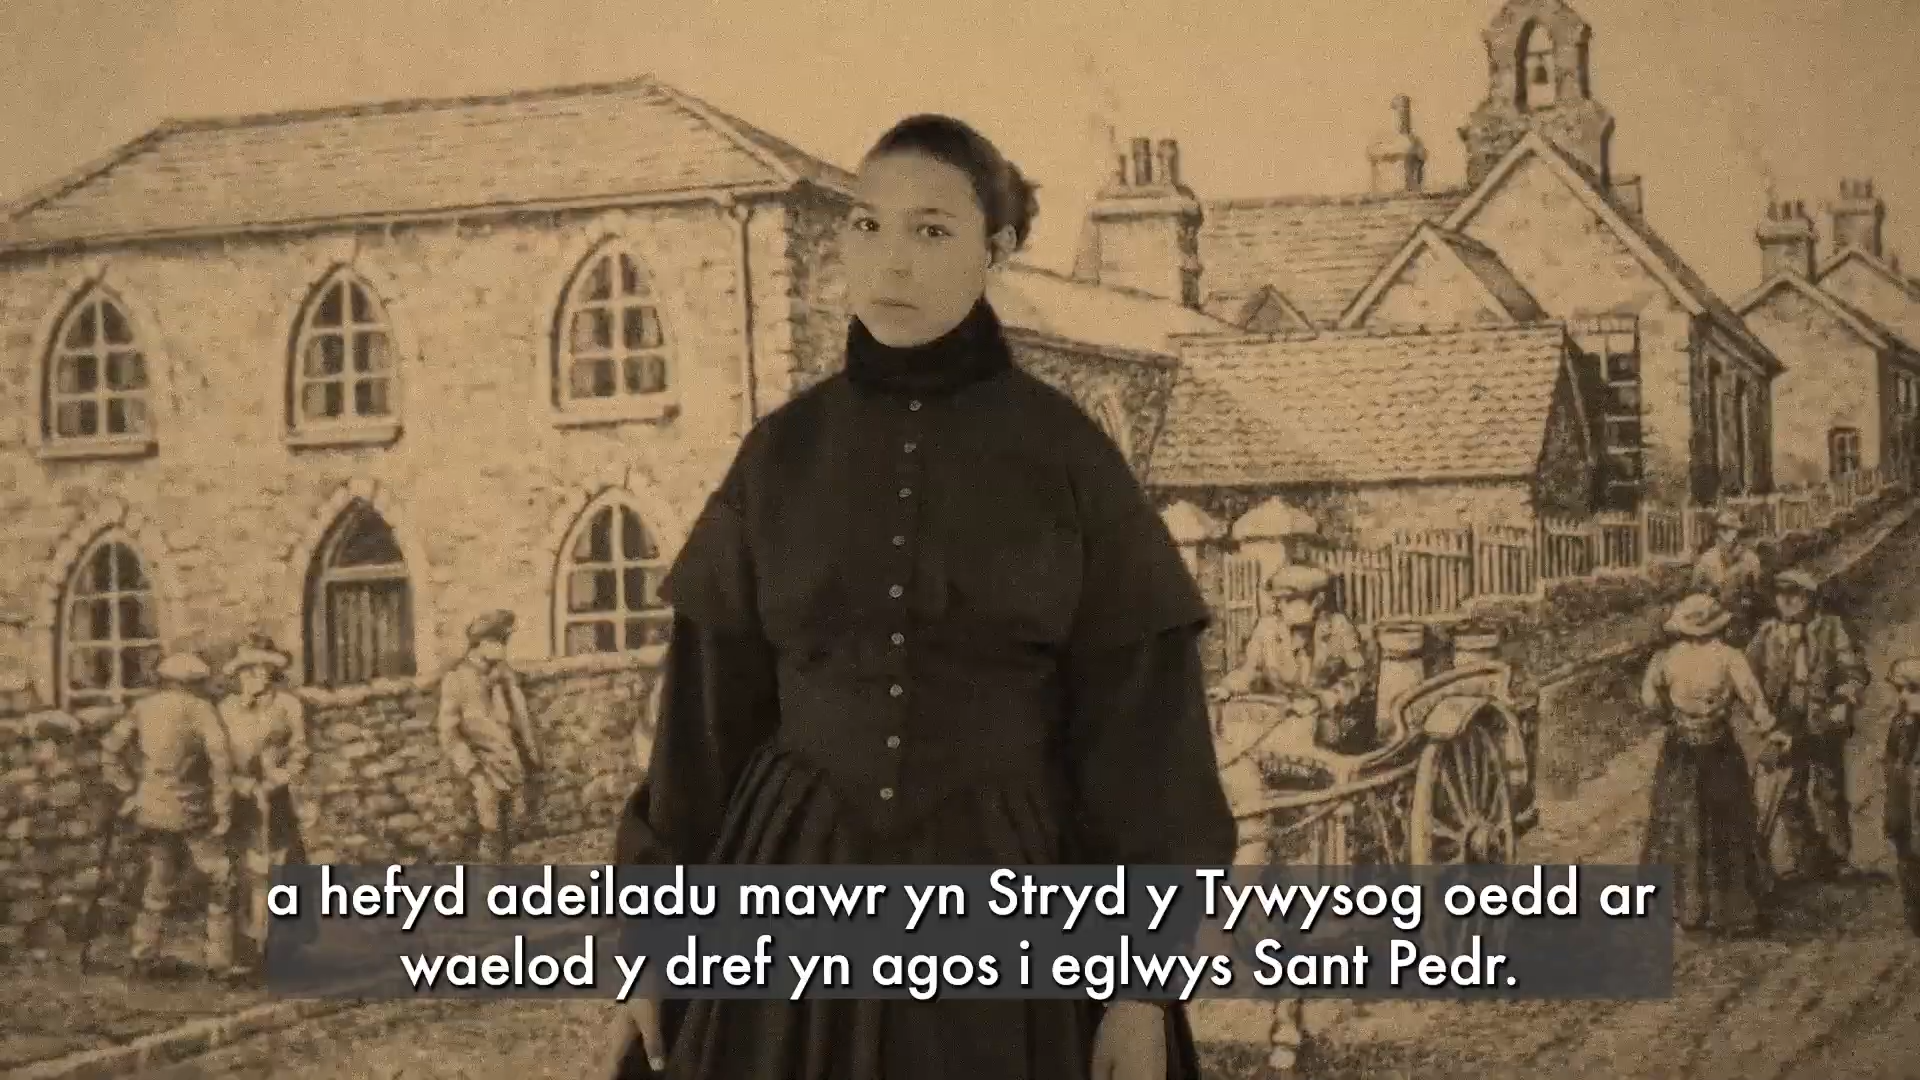 a hefyd adeiladu mawr yn Stryd y Tywysog oedd ar
waelod y dref yn agos i eglwys Sant Pedr.